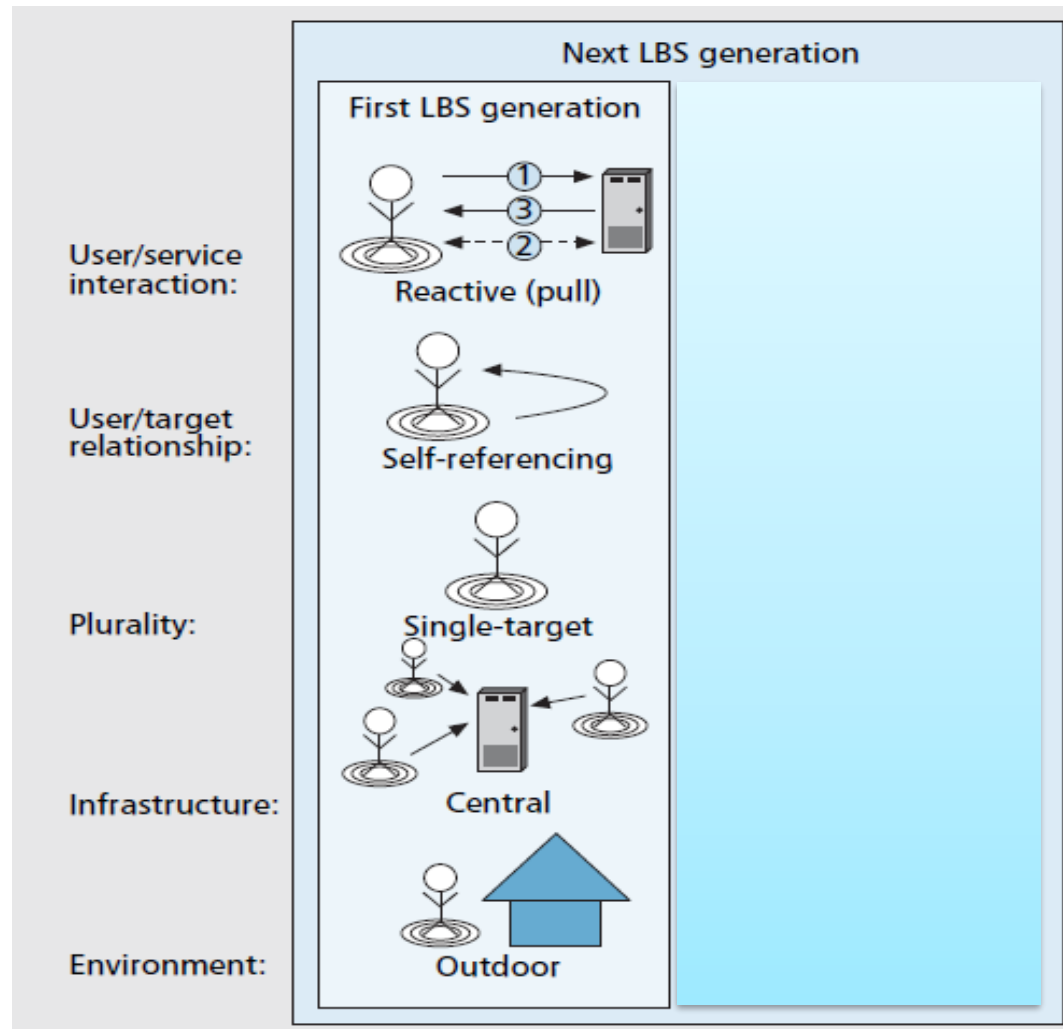 Next LBS generation
First LBS generation
1
3
2
User/service
interaction:
Reactive (pull)
User/target
relationship:
Self-referencing
Plurality:
Single-target
Infrastructure:
Central
Environment:
Outdoor